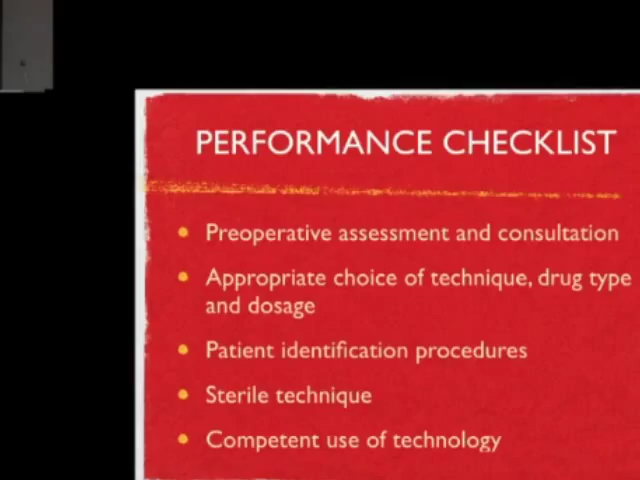 PERFORMANCE CHECKLIST
Preoperative assessment and consultation
Appropriate choice of technique, drug type
and dosage
Patient identification procedures
Sterile technique
Competent use of technology